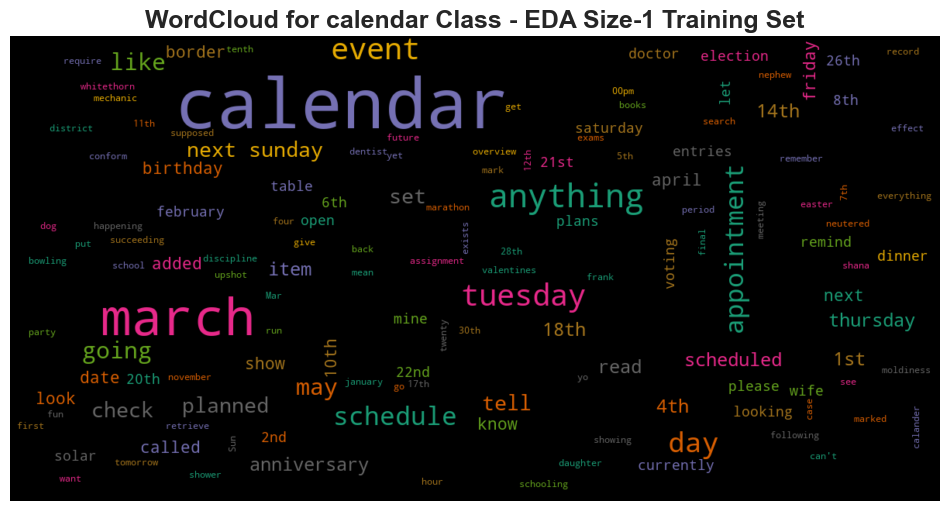 WordCloud for calendar Class - EDA Size-1 Training Set
border tenth event doctor election friday record
require like 26th
whitethorn nephew
mechanic calendar get 00pm books let 14th 8th
district 11th supposed future saturday exams search effect
conform next sunday dentist yet overview 12th 21st 5th entries remember
birthday mark
table anything april 7th everything
february 6th set marathon period easter
dog happening four open plans appointment meeting neutered
put succeeding give back exists 28th final remind
bowling school added discipline item mean assignment valentines frank voting shana dinner
upshot
march Mar tuesday next
party run mine twenty 30th 18th thursday
going 10th show read scheduled 1st
date 20th november may january 22nd go 17th yo please wife see moldiness
look
fun check planned schedule tell 4th looking case marked
first retrieve know
called Sun 2nd showing day following calander
solar tomorrow anniversary daughter currently can't
want shower hour schooling